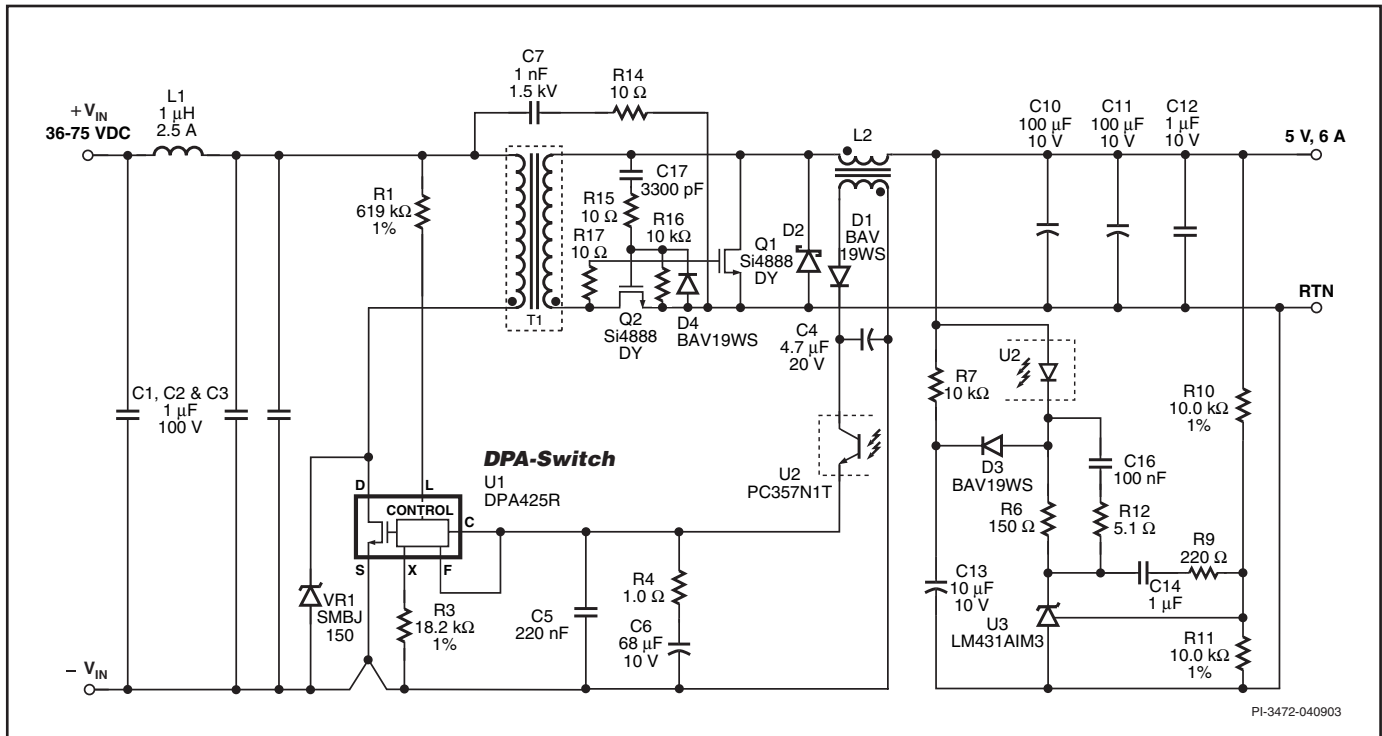 C7
1 nF
1.5 kV
R14
10 Ω
L1
1 µH
2.5 A
+ VIN
36-75 VDC
C10
100 µF
10 V
C11
100 µF
10 V
C12
1 µF
10 V
5 V, 6 A
L2
R1
619 kΩ
1%
C17
3300 pF
R15
10 Ω
R16
10 kΩ
R17
10 Ω
Q1
Si4888
DY
D2
D1
BAV
19WS
T1
Q2
Si4888
DY
D4
BAV19WS
C4
4.7 µF
20 V
RTN
U2
R7
10 kΩ
R10
10.0 kΩ
1%
C1, C2 & C3
1 µF
100 V
D3
BAV19WS
C16
100 nF
U2
PC357N1T
DPA-Switch
U1
DPA425R
D
L
CONTROL
C
S
X
F
R6
150 Ω
R12
5.1 Ω
R9
220 Ω
C14
1 µF
C13
10 µF
10 V
VR1
SMBJ
150
R3
18.2 kΩ
1%
C5
220 nF
R4
1.0 Ω
C6
68 µF
10 V
U3
LM431AIM3
R11
10.0 kΩ
1%
− VIN
PI-3472-040903